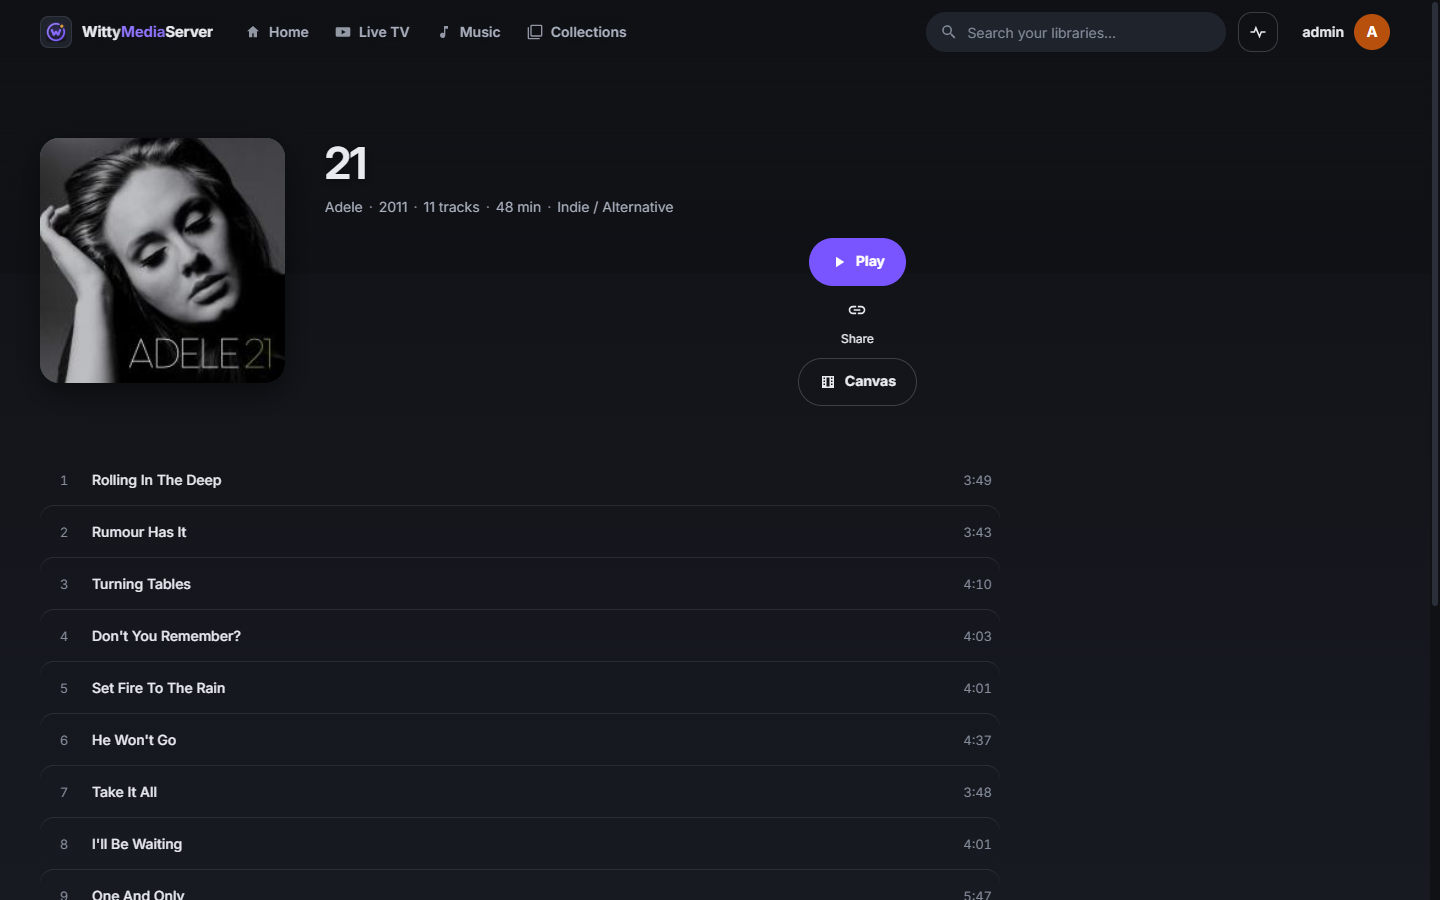 WittyMediaServer
Home
Live TV
Music
Collections
Search your libraries...
admin
A
ADELE 21
21
Adele · 2011 · 11 tracks · 48 min · Indie / Alternative
Play
Share
Canvas
1 Rolling In The Deep 3:49
2 Rumour Has It 3:43
3 Turning Tables 4:10
4 Don't You Remember? 4:03
5 Set Fire To The Rain 4:01
6 He Won't Go 4:37
7 Take It All 3:48
8 I'll Be Waiting 4:01
9 One And Only 5:47